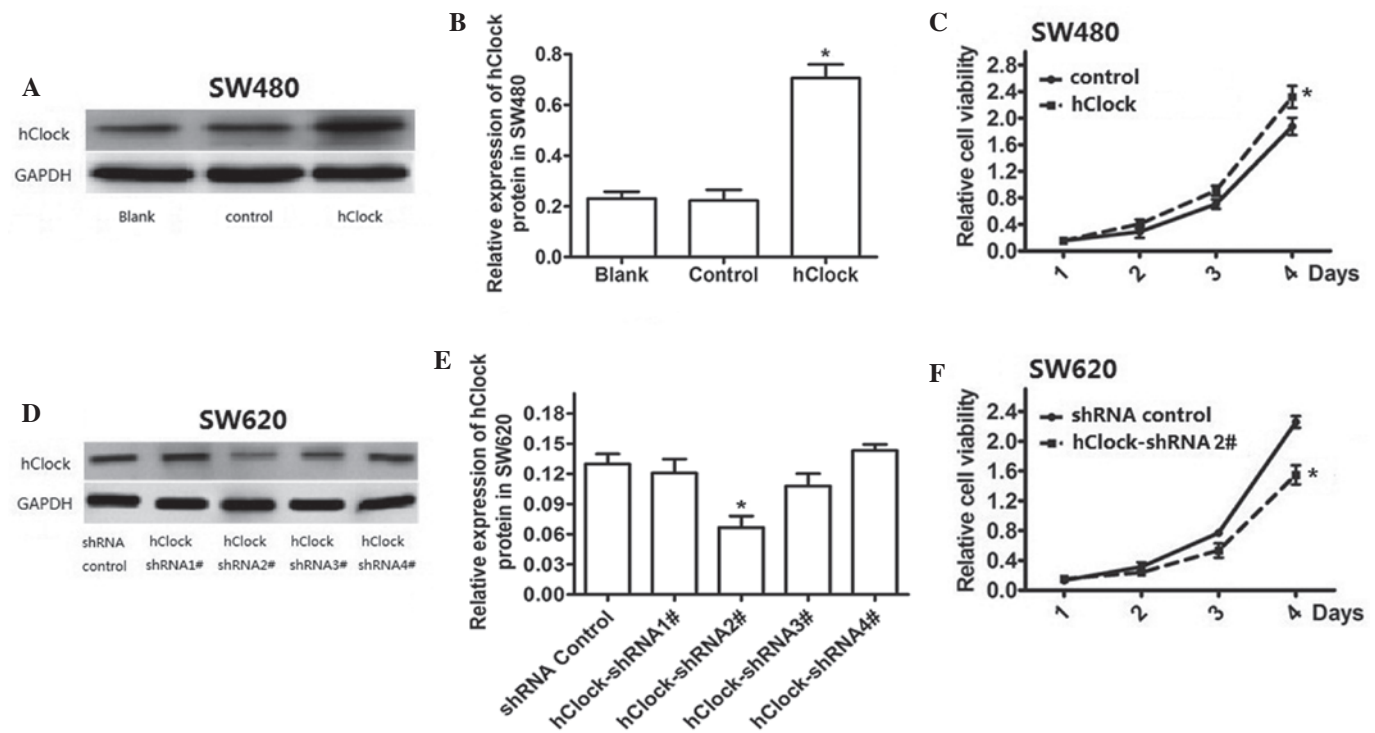 A
SW480
hClock
GAPDH
Blank control hClock
B
Relative expression of hClock
protein in SW480
0.8
0.6
0.4
0.2
0.0
*
Blank Control hClock
C
SW480
Relative cell viability
2.8
2.4
2.0
1.6
1.2
0.8
0.4
0.0
control
hClock
*
1 2 3 4 Days
D
SW620
hClock
GAPDH
shRNA control
hClock shRNA1#
hClock shRNA2#
hClock shRNA3#
hClock shRNA4#
E
Relative expression of hClock
protein in SW620
0.18
0.15
0.12
0.09
0.06
0.03
0.00
*
shRNA Control
hClock-shRNA1#
hClock-shRNA2#
hClock-shRNA3#
hClock-shRNA4#
F
SW620
Relative cell viability
2.4
2.0
1.6
1.2
0.8
0.4
0.0
shRNA control
hClock-shRNA2#
*
1 2 3 4 Days